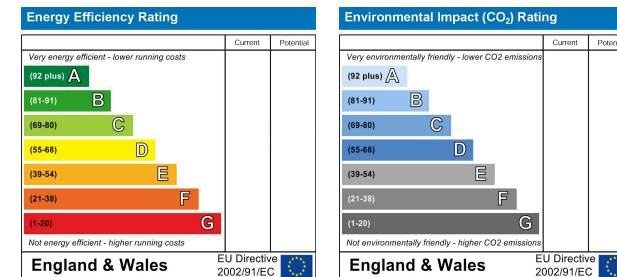 Energy Efficiency Rating
Current Potential
Very energy efficient - lower running costs
(92 plus) A
(81-91) B
(69-80) C
(55-68) D
(39-54) E
(21-38) F
(1-20) G
Not energy efficient - higher running costs
England & Wales
EU Directive
2002/91/EC
Environmental Impact (CO₂) Rating
Current
Very environmentally friendly - lower CO2 emissions
(92 plus) A
(81-91) B
(69-80) C
(55-68) D
(39-54) E
(21-38) F
(1-20) G
Not environmentally friendly - higher CO2 emissions
England & Wales
EU Directive
2002/91/EC